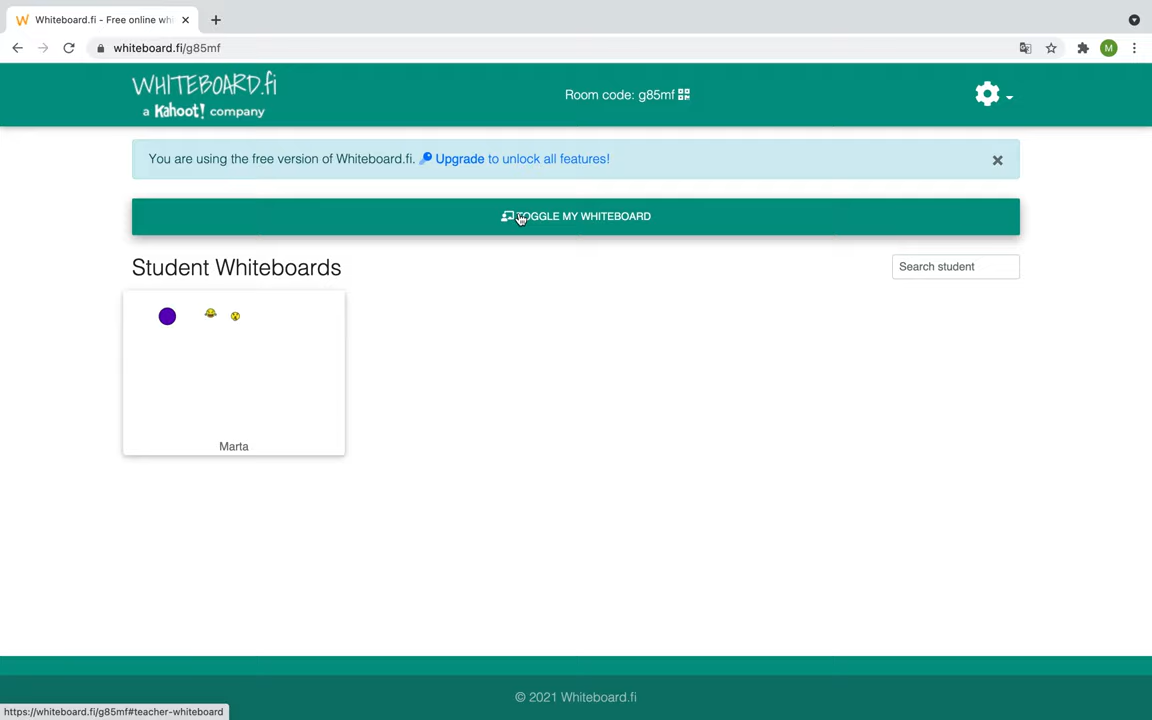 Whiteboard.fi - Free online whi
whiteboard.fi/g85mf
M
WHITEBOARD.fi
a Kahoot! company
Room code: g85mf
You are using the free version of Whiteboard.fi. Upgrade to unlock all features!
TOGGLE MY WHITEBOARD
Student Whiteboards
Search student
Marta
© 2021 Whiteboard.fi
https://whiteboard.fi/g85mf#teacher-whiteboard